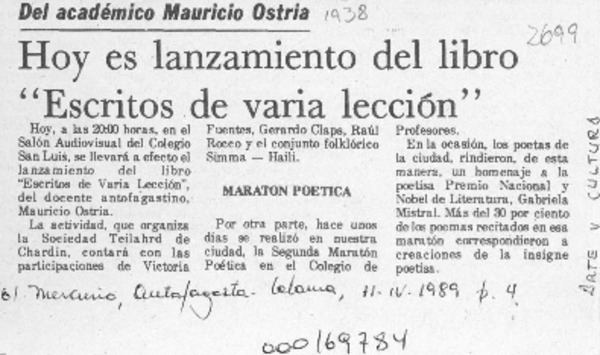 Del académico Mauricio Ostria 1938
2699
Hoy es lanzamiento del libro
"Escritos de varia lección"
Hoy, a las 20:00 horas, en el
Salón Audiovisual del Colegio
San Luis, se llevará a efecto el
lanzamiento del libro
"Escritos de Varia Lección",
del docente antofagastino,
Mauricio Ostria.
La actividad, que organiza
la Sociedad Teilahrd de
Chardin, contará con las
participaciones de Victoria
Fuentes, Gerardo Claps, Raúl
Rocco y el conjunto folklórico
Simma — Haili.
MARATON POETICA
Por otra parte, hace unos
días se realizó en nuestra
ciudad, la Segunda Maratón
Poética en el Colegio de
Profesores.
En la ocasión, los poetas de
la ciudad, rindieron, de esta
manera, un homenaje a la
poetisa Premio Nacional y
Nobel de Literatura, Gabriela
Mistral. Más del 30 por ciento
de los poemas recitados en esa
maratón correspondieron a
creaciones de la insigne
poetisa.
ARTE Y CULTURA
El Mercurio, Antofagasta-Calama, 11-IV-1989 p. 4
000169784